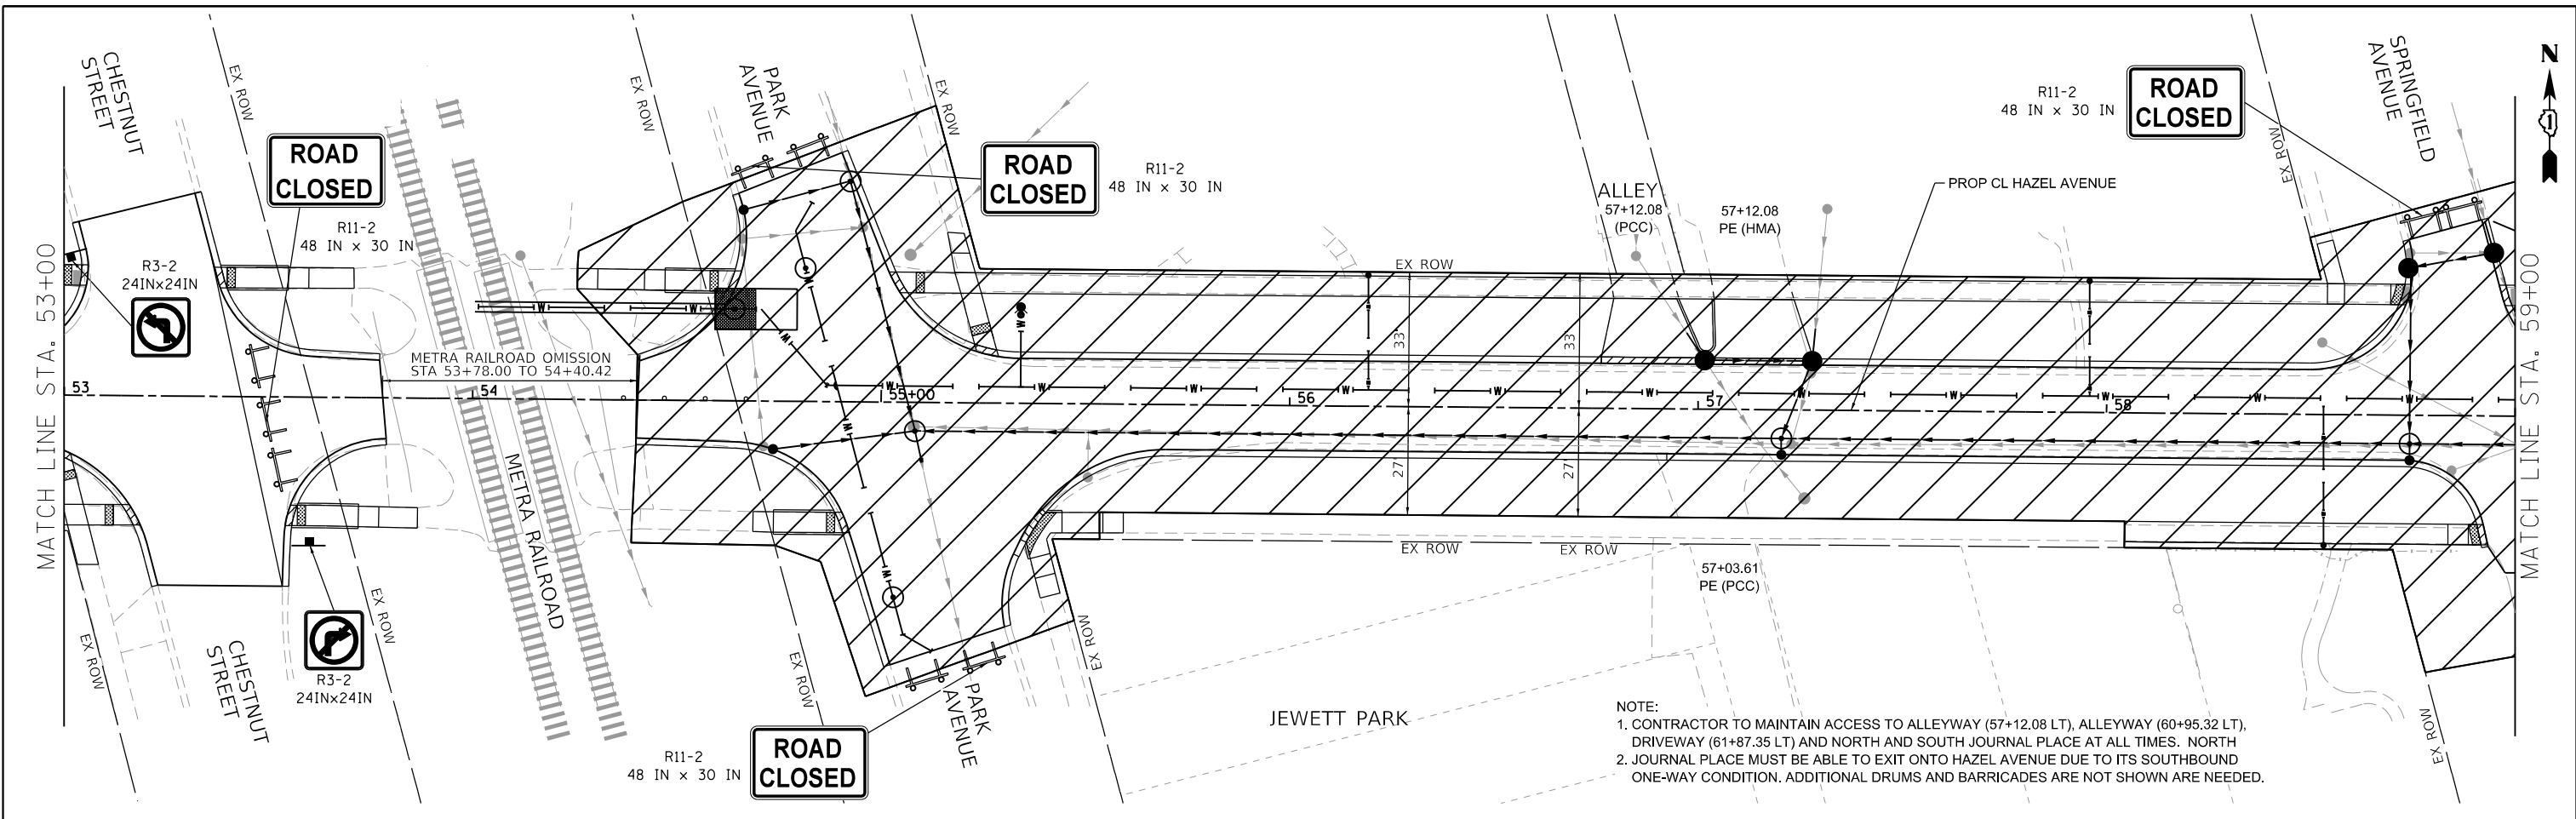 CHESTNUT
STREET
EX ROW
ROAD
CLOSED
R11-2
48 IN x 30 IN
R3-2
24INx24IN
MATCH LINE STA. 53+00
53
METRA RAILROAD OMISSION
STA 53+78.00 TO 54+40.42
54
METRA RAILROAD
EX ROW
EX ROW
CHESTNUT
STREET
R3-2
24INx24IN
EX ROW
PARK
AVENUE
EX ROW
ROAD
CLOSED
R11-2
48 IN x 30 IN
W
W
W
W
W
W
W
55+00
W
W
W
W
W
W
W
W
W
W
W
56
57
58
EX ROW
33'
33'
27'
27'
ALLEY
57+12.08
(PCC)
57+12.08
PE (HMA)
PROP CL HAZEL AVENUE
EX ROW
R11-2
48 IN x 30 IN
ROAD
CLOSED
SPRINGFIELD
AVENUE
N
1
MATCH LINE STA. 59+00
EX ROW
EX ROW
57+03.61
PE (PCC)
EX ROW
EX ROW
PARK
AVENUE
R11-2
48 IN x 30 IN
ROAD
CLOSED
JEWETT PARK
EX ROW
NOTE:
1. CONTRACTOR TO MAINTAIN ACCESS TO ALLEYWAY (57+12.08 LT), ALLEYWAY (60+95.32 LT),
DRIVEWAY (61+87.35 LT) AND NORTH AND SOUTH JOURNAL PLACE AT ALL TIMES. NORTH
2. JOURNAL PLACE MUST BE ABLE TO EXIT ONTO HAZEL AVENUE DUE TO ITS SOUTHBOUND
ONE-WAY CONDITION. ADDITIONAL DRUMS AND BARRICADES ARE NOT SHOWN ARE NEEDED.